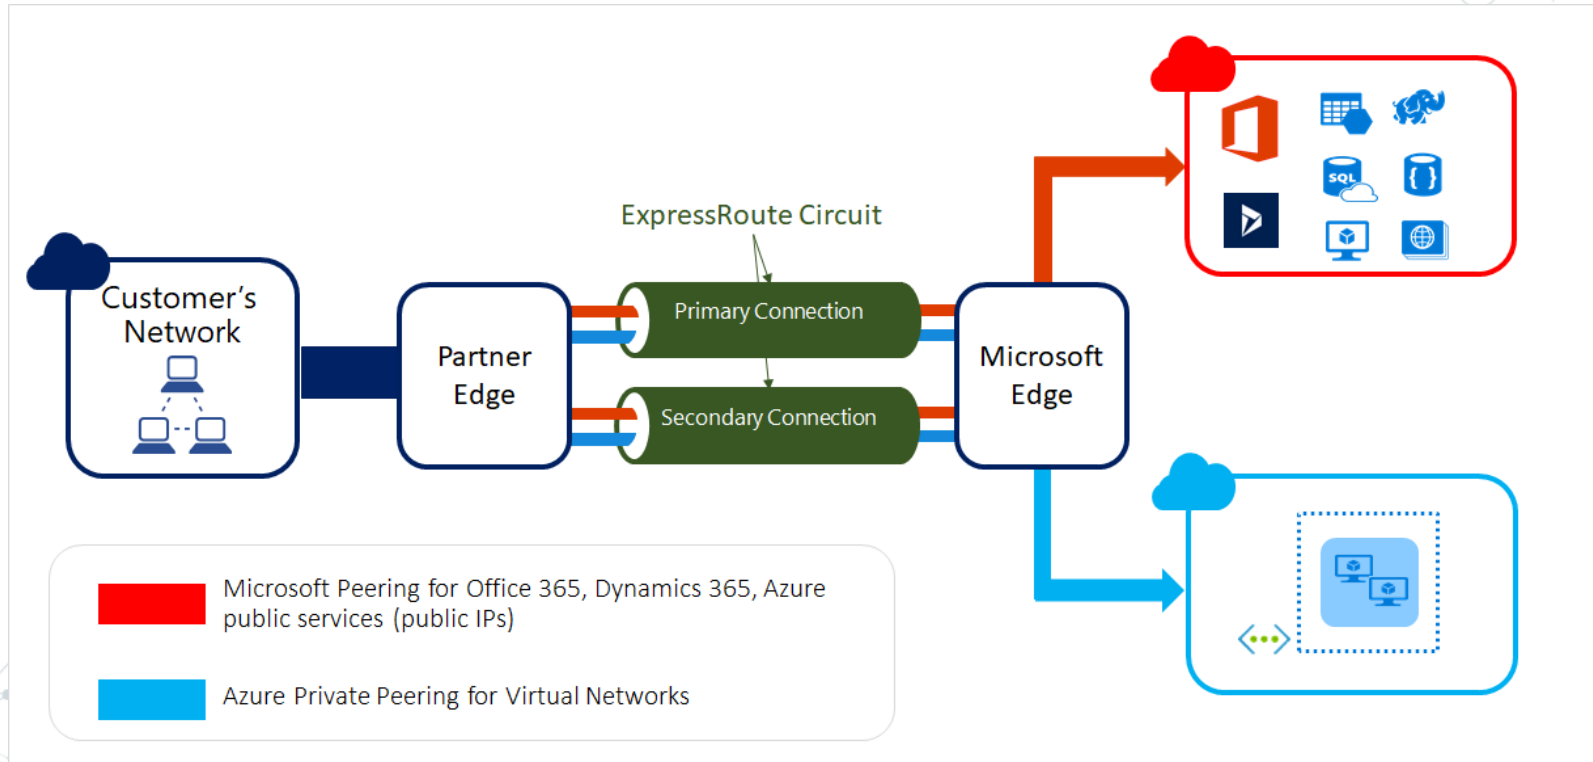 ExpressRoute Circuit
Customer's
Network
Partner
Edge
Primary Connection
Secondary Connection
Microsoft
Edge
SQL
Microsoft Peering for Office 365, Dynamics 365, Azure
public services (public IPs)
Azure Private Peering for Virtual Networks